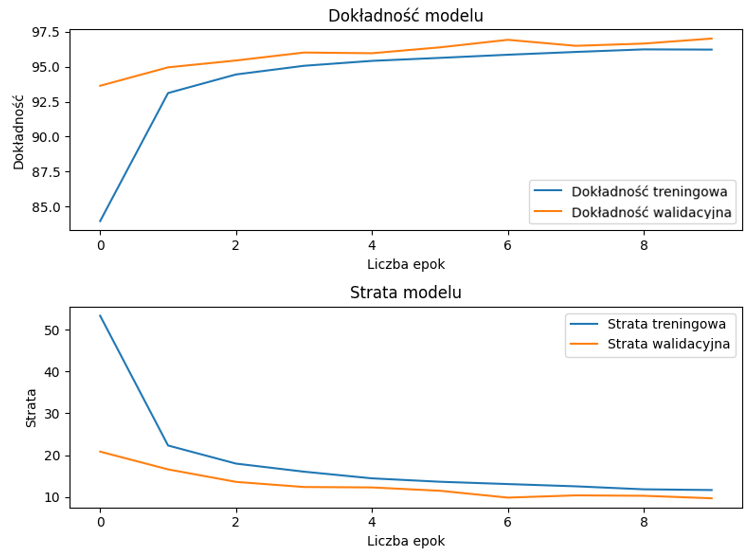 Dokładność modelu
97.5
95.0
92.5
90.0
87.5
85.0
Dokładność
Dokładność treningowa
Dokładność walidacyjna
0 2 4 6 8
Liczba epok
Strata modelu
50
40
30
20
10
Strata
Strata treningowa
Strata walidacyjna
0 2 4 6 8
Liczba epok